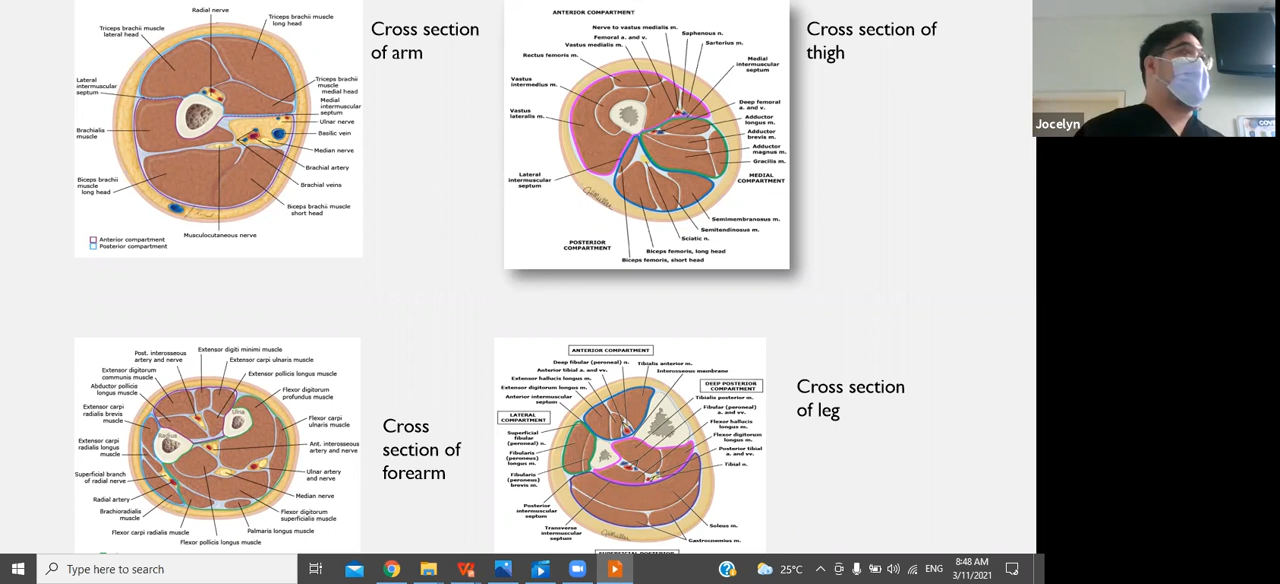 Radial nerve
Triceps brachii muscle
long head
Triceps brachii muscle
lateral head
Lateral
intermuscular
septum
Triceps brachii
muscle
medial head
Medial
intermuscular
septum
Ulnar nerve
Basilic vein
Brachialis
muscle
Median nerve
Brachial artery
Biceps brachii
muscle
long head
Brachial veins
Biceps brachii muscle
short head
Musculocutaneous nerve
Anterior compartment
Posterior compartment
Cross section
of arm
ANTERIOR COMPARTMENT
Nerve to vastus medialis m.
Saphenous n.
Femoral a. and v.
Sartorius m.
Vastus medialis m.
Rectus femoris m.
Medial
intermuscular
septum
Vastus
intermedius m.
Deep femoral
a. and v.
Vastus
lateralis m.
Adductor
longus m.
Adductor
brevis m.
Adductor
magnus m.
Gracilis m.
Lateral
intermuscular
septum
MEDIAL
COMPARTMENT
Semimembranosus m.
Semitendinosus m.
Sciatic n.
POSTERIOR
COMPARTMENT
Biceps femoris, long head
Biceps femoris, short head
Cross section of
thigh
Jocelyn
Extensor digiti minimi muscle
Post. interosseous
artery and nerve
Extensor carpi ulnaris muscle
Extensor digitorum
communis muscle
Extensor pollicis longus muscle
Abductor pollicis
longus muscle
Flexor digitorum
profundus muscle
Extensor carpi
radialis brevis
muscle
Ulna
Flexor carpi
ulnaris muscle
Radius
Extensor carpi
radialis longus
muscle
Ant. interosseous
artery and nerve
Superficial branch
of radial nerve
Ulnar artery
and nerve
Radial artery
Median nerve
Brachioradialis
muscle
Flexor digitorum
superficialis muscle
Flexor carpi radialis muscle
Palmaris longus muscle
Flexor pollicis longus muscle
Cross
section of
forearm
ANTERIOR COMPARTMENT
Deep fibular (peroneal) n.
Tibialis anterior m.
Anterior tibial a. and vv.
Interosseous membrane
Extensor hallucis longus m.
Extensor digitorum longus m.
DEEP POSTERIOR
COMPARTMENT
Anterior intermuscular
septum
Tibialis posterior m.
LATERAL
COMPARTMENT
Fibular (peroneal)
a. and vv.
Flexor hallucis
longus m.
Superficial
fibular
(peroneal) n.
Flexor digitorum
longus m.
Posterior tibial
a. and vv.
Fibularis
(peroneus)
longus m.
Tibial n.
Fibularis
(peroneus)
brevis m.
Posterior
intermuscular
septum
Transverse
intermuscular
septum
Soleus m.
Gastrocnemius m.
Cross section
of leg
Type here to search
25°C
ENG
8:48 AM
3/11/2021